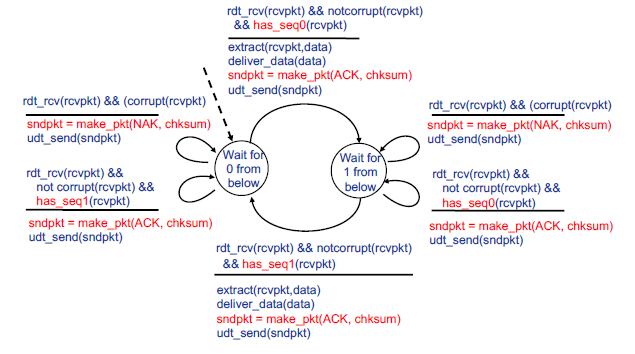 rdt_rcv(rcvpkt) && notcorrupt(rcvpkt)
&& has_seq0(rcvpkt)
extract(rcvpkt,data)
deliver_data(data)
sndpkt = make_pkt(ACK, chksum)
udt_send(sndpkt)
rdt_rcv(rcvpkt) && (corrupt(rcvpkt)
sndpkt = make_pkt(NAK, chksum)
udt_send(sndpkt)
rdt_rcv(rcvpkt) &&
not corrupt(rcvpkt) &&
has_seq1(rcvpkt)
sndpkt = make_pkt(ACK, chksum)
udt_send(sndpkt)
Wait for
0 from
below
Wait for
1 from
below
rdt_rcv(rcvpkt) && (corrupt(rcvpkt)
sndpkt = make_pkt(NAK, chksum)
udt_send(sndpkt)
rdt_rcv(rcvpkt) &&
not corrupt(rcvpkt) &&
has_seq0(rcvpkt)
sndpkt = make_pkt(ACK, chksum)
udt_send(sndpkt)
rdt_rcv(rcvpkt) && notcorrupt(rcvpkt)
&& has_seq1(rcvpkt)
extract(rcvpkt,data)
deliver_data(data)
sndpkt = make_pkt(ACK, chksum)
udt_send(sndpkt)